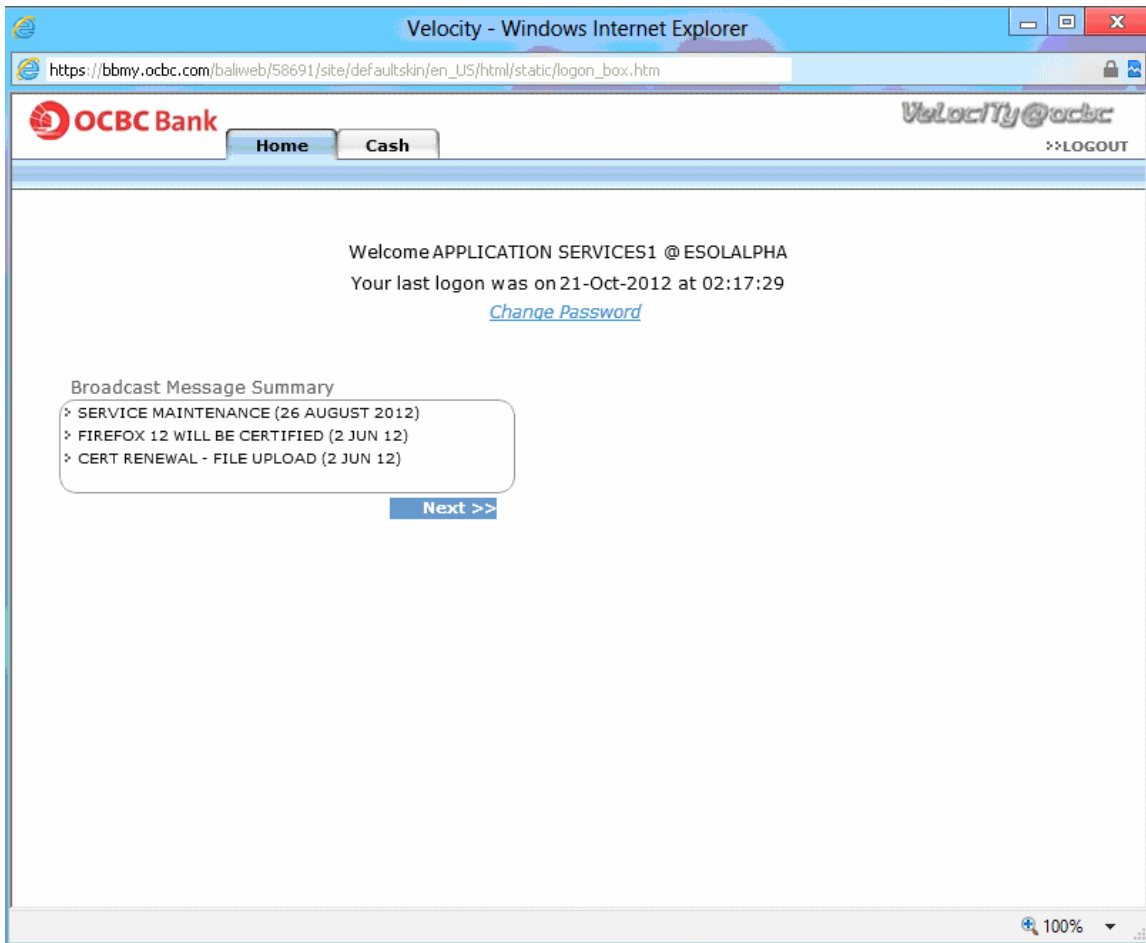 Velocity - Windows Internet Explorer
https://bbmy.ocbc.com/baliweb/58691/site/defaultskin/en_US/html/static/logon_box.htm
OCBC Bank
Velocity@ocbc
Home Cash
>>LOGOUT
Welcome APPLICATION SERVICES1 @ ESOLALPHA
Your last logon was on 21-Oct-2012 at 02:17:29
Change Password
Broadcast Message Summary
> SERVICE MAINTENANCE (26 AUGUST 2012)
> FIREFOX 12 WILL BE CERTIFIED (2 JUN 12)
> CERT RENEWAL - FILE UPLOAD (2 JUN 12)
Next >>
100%